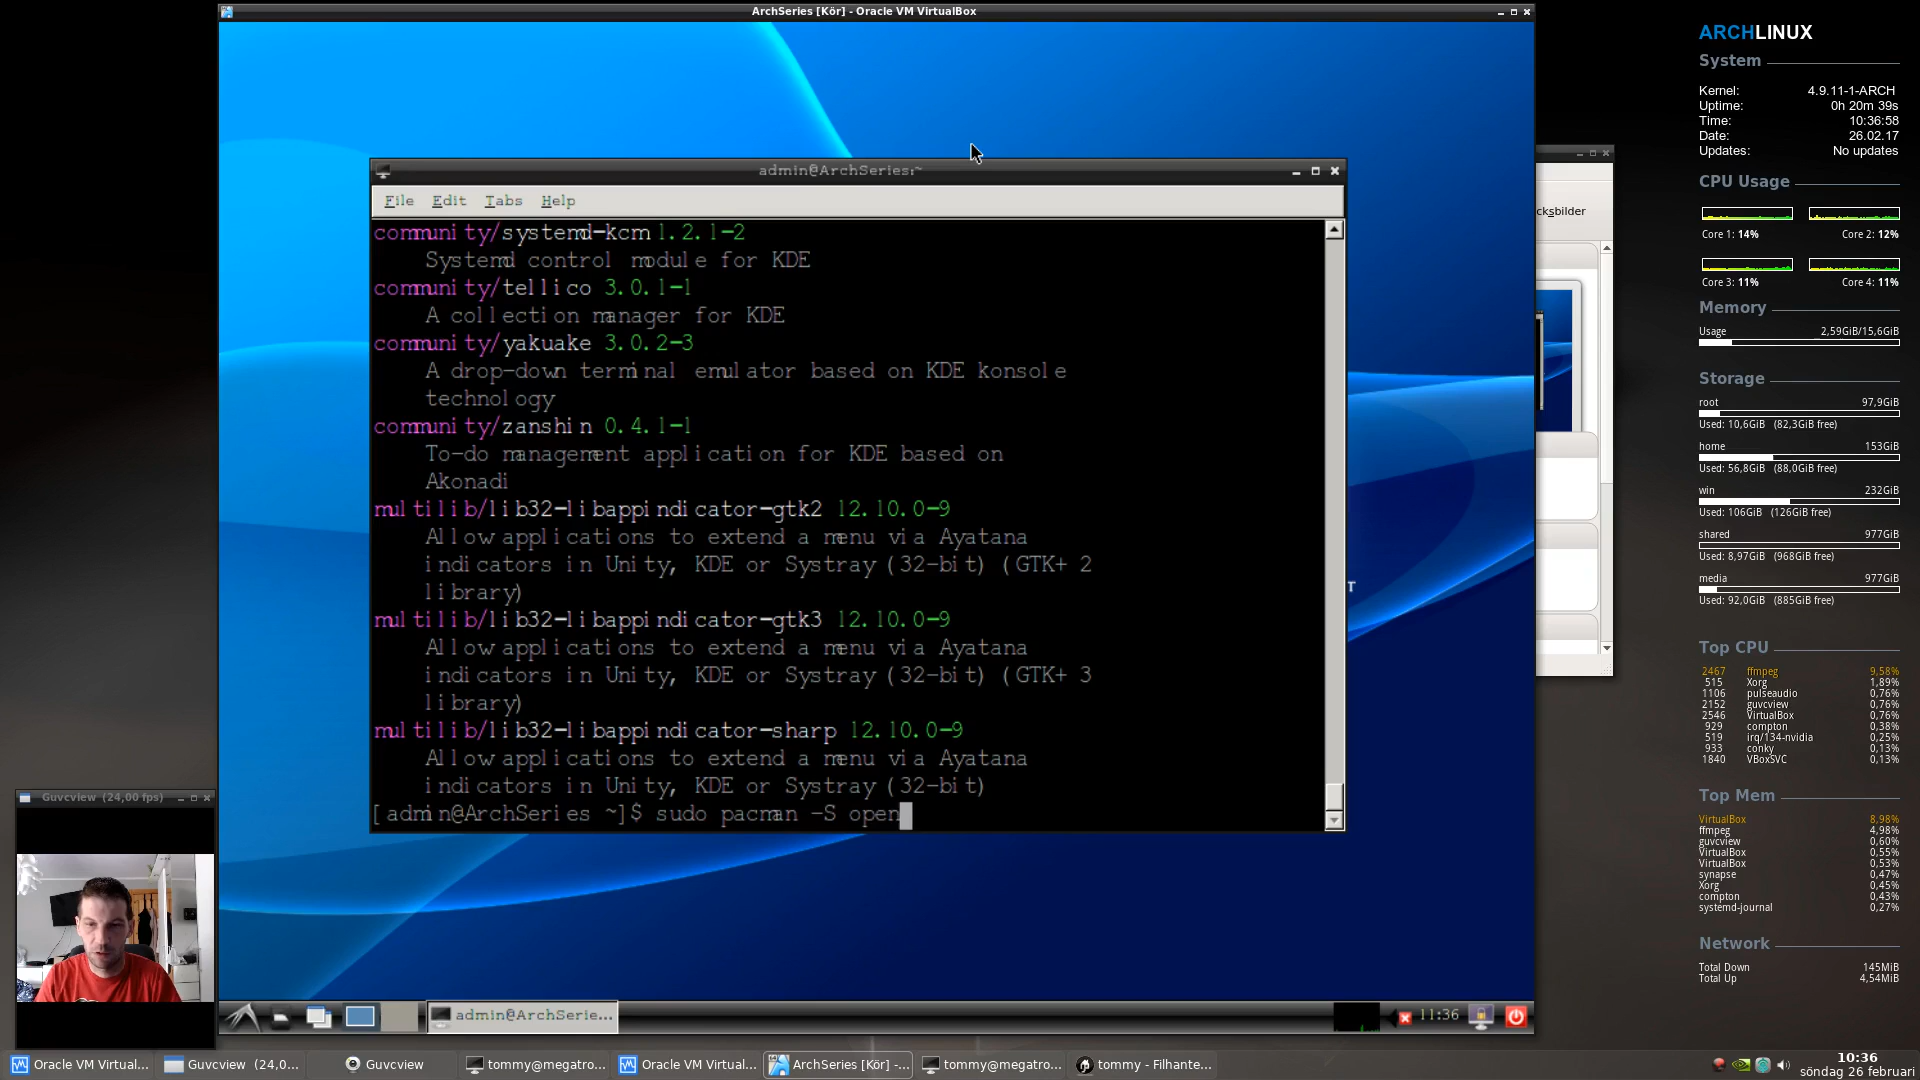 ArchSeries [Kör] - Oracle VM VirtualBox
admin@ArchSeries:~
File Edit Tabs Help
community/systemd-kcm 1.2.1-2
Systemd control module for KDE
community/tellico 3.0.1-1
A collection manager for KDE
community/yakuake 3.0.2-3
A drop-down terminal emulator based on KDE konsole
technology
community/zanshin 0.4.1-1
To-do management application for KDE based on
Akonadi
multilib/lib32-libappindicator-gtk2 12.10.0-9
Allow applications to extend a menu via Ayatana
indicators in Unity, KDE or Systray (32-bit) (GTK+ 2
library)
multilib/lib32-libappindicator-gtk3 12.10.0-9
Allow applications to extend a menu via Ayatana
indicators in Unity, KDE or Systray (32-bit) (GTK+ 3
library)
multilib/lib32-libappindicator-sharp 12.10.0-9
Allow applications to extend a menu via Ayatana
indicators in Unity, KDE or Systray (32-bit)
[admin@ArchSeries ~]$ sudo pacman -S open
admin@ArchSerie...
11:36
cksbilder
T
Guvcview (24,00 fps)
ARCHLINUX
System
Kernel: 4.9.11-1-ARCH
Uptime: 0h 20m 39s
Time: 10:36:58
Date: 26.02.17
Updates: No updates
CPU Usage
Core 1: 14% Core 2: 12%
Core 3: 11% Core 4: 11%
Memory
Usage 2,59GiB/15,6GiB
Storage
root 97,9GiB
Used: 10,6GiB (82,3GiB free)
home 153GiB
Used: 56,8GiB (88,0GiB free)
win 232GiB
Used: 106GiB (126GiB free)
shared 977GiB
Used: 8,97GiB (968GiB free)
media 977GiB
Used: 92,0GiB (885GiB free)
Top CPU
2467 ffmpeg 9,58%
515 Xorg 1,89%
1106 pulseaudio 0,76%
2152 guvcview 0,76%
2546 VirtualBox 0,76%
929 compton 0,38%
519 irq/134-nvidia 0,25%
933 conky 0,13%
1840 VBoxSVC 0,13%
Top Mem
VirtualBox 8,98%
ffmpeg 4,98%
guvcview 0,60%
VirtualBox 0,55%
VirtualBox 0,53%
synapse 0,47%
Xorg 0,45%
compton 0,43%
systemd-journal 0,27%
Network
Total Down 145MiB
Total Up 4,54MiB
Oracle VM Virtual...
Guvcview (24,0...
Guvcview
tommy@megatro...
Oracle VM Virtual...
ArchSeries [Kör] -...
tommy@megatro...
tommy - Filhante...
10:36
söndag 26 februari